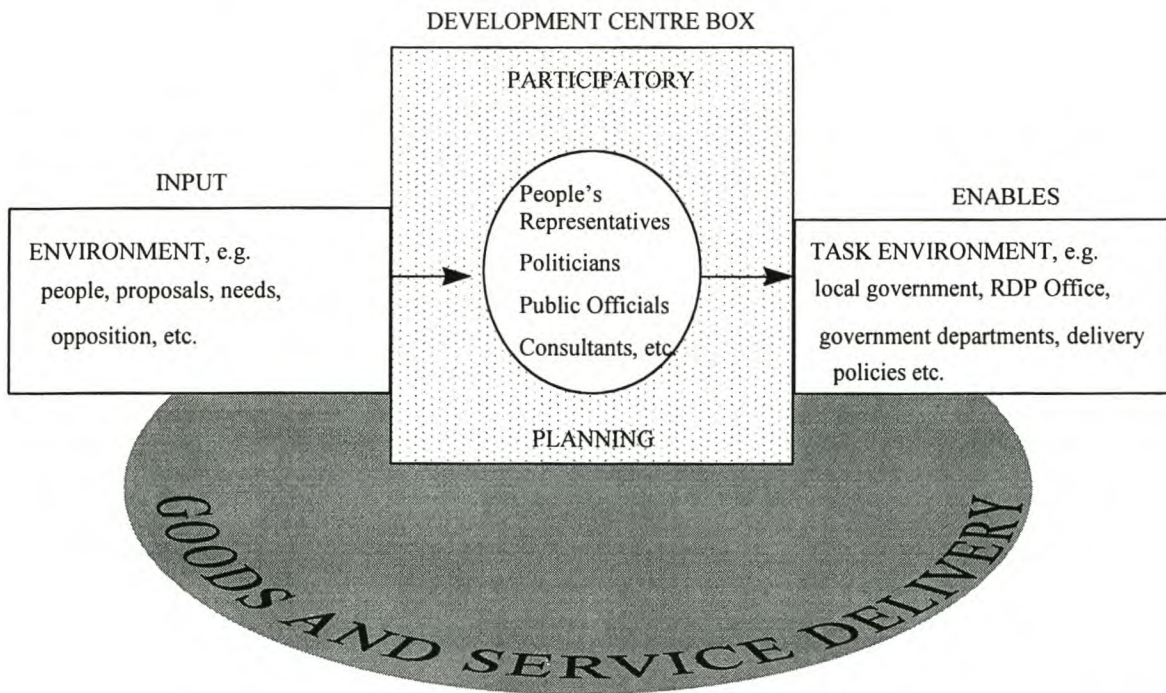 DEVELOPMENT CENTRE BOX
PARTICIPATORY
INPUT
ENVIRONMENT, e.g.
people, proposals, needs,
opposition, etc.
People's
Representatives
Politicians
Public Officials
Consultants, etc.
PLANNING
ENABLES
TASK ENVIRONMENT, e.g.
local government, RDP Office,
government departments, delivery
policies etc.
GOODS AND SERVICE DELIVERY